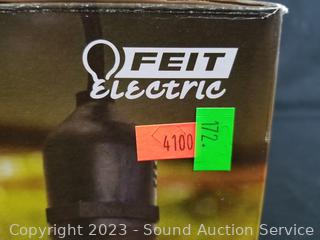 FEIT
Electric
4100
172.
Copyright 2023 - Sound Auction Service